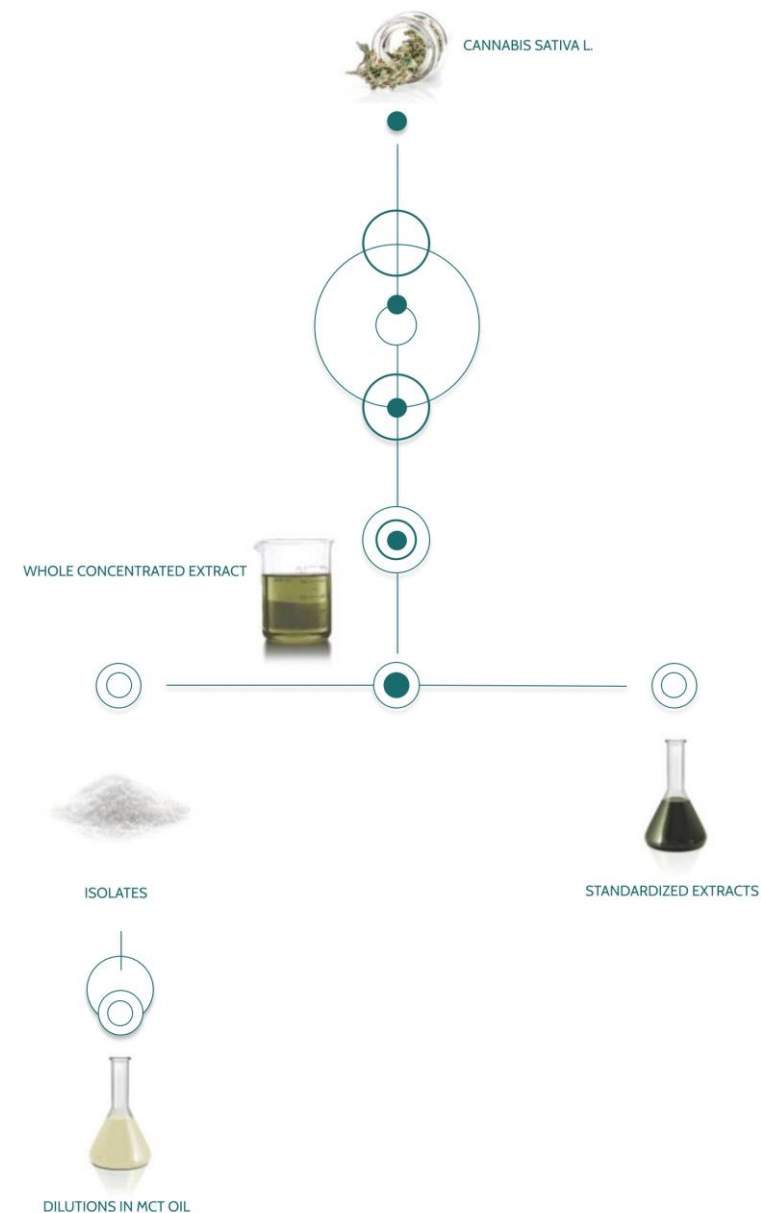 CANNABIS SATIVA L.
WHOLE CONCENTRATED EXTRACT
ISOLATES
STANDARDIZED EXTRACTS
DILUTIONS IN MCT OIL